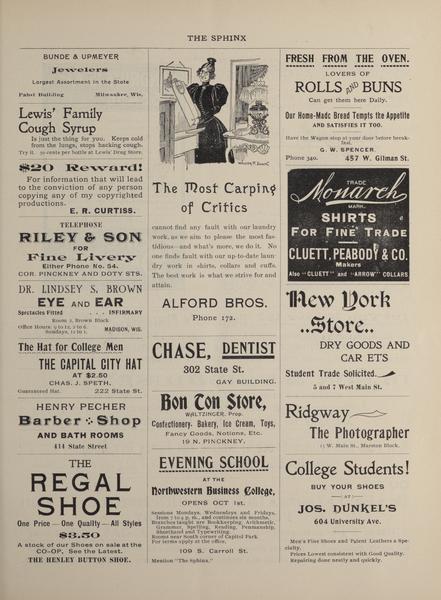 THE SPHINX
BUNDE & UPMEYER
Jewelers
Largest Assortment in the State
Pabst Building Milwaukee, Wis.
Lewis' Family
Cough Syrup
Is just the thing for you. Keeps cold
from the lungs, stops hacking cough.
Try it. 50 cents per bottle at Lewis' Drug Store.
$20 Reward!
For information that will lead
to the conviction of any person
copying any of my copyrighted
productions.
E. R. CURTISS.
TELEPHONE
RILEY & SON
FOR
Fine Livery
Either Phone No. 54.
COR. PINCKNEY AND DOTY STS.
DR. LINDSEY S. BROWN
EYE AND EAR
Spectacles Fitted . . . INFIRMARY
Room 2, Brown Block
Office Hours: 9 to 12, 2 to 6.
Sundays, 12 to 1. MADISON, WIS.
The Hat for College Men
THE CAPITAL CITY HAT
AT $2.50
CHAS. J. SPETH,
Guaranteed Hat. 222 State St.
HENRY PECHER
Barber Shop
AND BATH ROOMS
414 State Street
THE
REGAL
SHOE
One Price — One Quality — All Styles
$3.50
A stock of our Shoes on sale at the
CO-OP, See the Latest.
THE HENLEY BUTTON SHOE.
The Most Carping
of Critics
cannot find any fault with our laundry
work, as we aim to please the most fas-
tidious—and what's more, we do it. No
one finds fault with our up-to-date laun-
dry work in shirts, collars and cuffs.
The best work is what we strive for and
attain.
ALFORD BROS.
Phone 172.
CHASE, DENTIST
302 State St.
GAY BUILDING.
Bon Ton Store,
WALTZINGER, Prop.
Confectionery, Bakery, Ice Cream, Toys,
Fancy Goods, Notions, Etc.
19 N. PINCKNEY.
EVENING SCHOOL
AT THE
Northwestern Business College,
OPENS OCT 1st.
Sessions Mondays, Wednesdays and Fridays,
from 7 to 9 p. m., and continues six months.
Branches taught are Bookkeeping, Arithmetic,
Grammar, Spelling, Reading, Penmanship,
Shorthand and Typewriting.
Rooms near South corner of Capitol Park
For terms apply at the office.
109 S. Carroll St.
Mention "The Sphinx."
FRESH FROM THE OVEN.
LOVERS OF
ROLLS AND BUNS
Can get them here Daily.
Our Home-Made Bread Tempts the Appetite
AND SATISFIES IT TOO.
Have the Wagon stop at your door before break-
fast.
G. W. SPENCER.
Phone 340. 457 W. Gilman St.
TRADE
Monarch
MARK
SHIRTS
FOR FINE TRADE
CLUETT, PEABODY & CO.
Makers
Also "CLUETT" and "ARROW" COLLARS
New York
..Store..
DRY GOODS AND
CAR ETS
Student Trade Solicited
5 and 7 West Main St.
Ridgway
The Photographer
15 W. Main St., Marston Block.
College Students!
BUY YOUR SHOES
AT
JOS. DUNKEL'S
604 University Ave.
Men's Fine Shoes and Patent Leathers a Spe-
cialty.
Prices Lowest consistent with Good Quality.
Repairing done neatly and quickly.